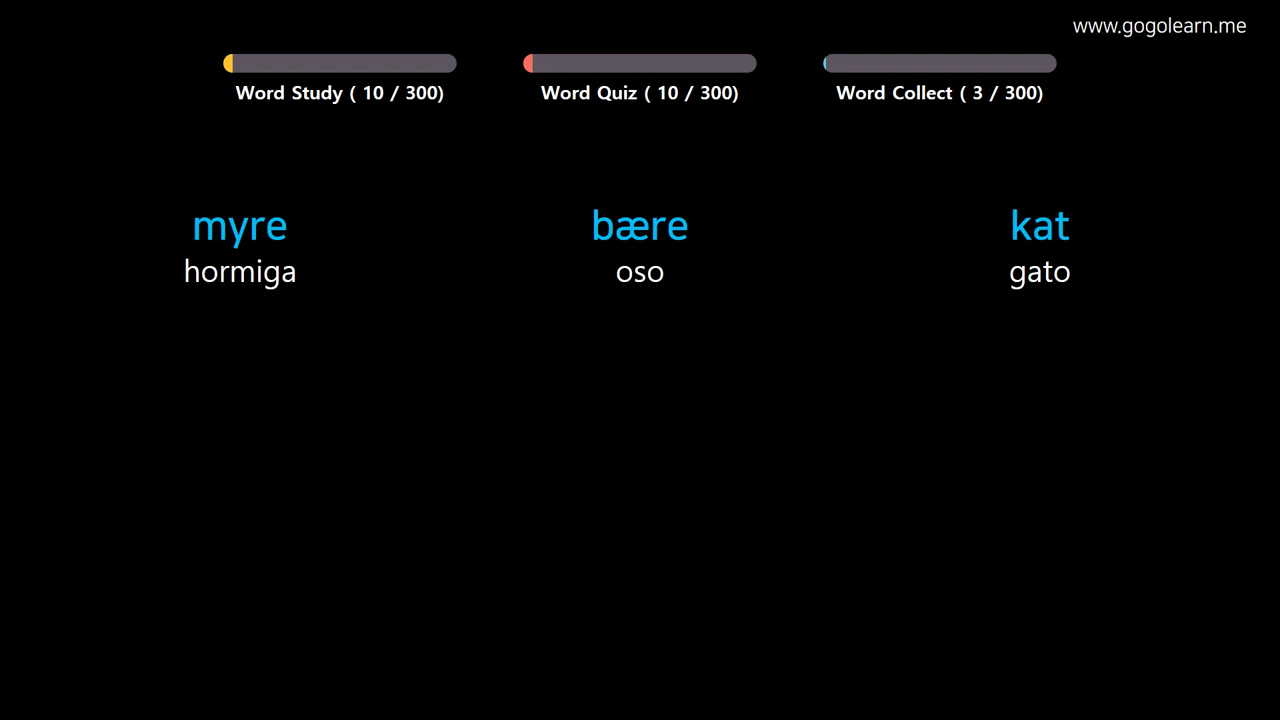 www.gogolearn.me
Word Study ( 10 / 300)
Word Quiz ( 10 / 300)
Word Collect ( 3 / 300)
myre
hormiga
bære
oso
kat
gato